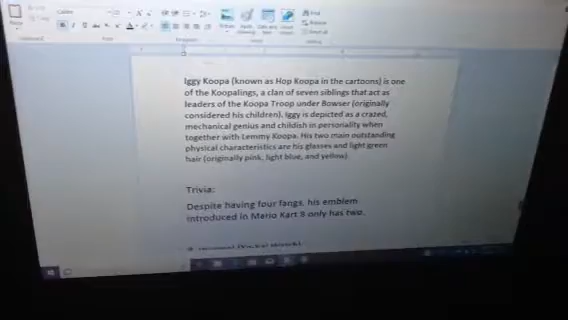 Iggy Koopa (known as Hop Koopa in the cartoons) is one
of the Koopalings, a clan of seven siblings that act as
leaders of the Koopa Troop under Bowser (originally
considered his children). Iggy is depicted as a crazed,
mechanical genius and childish in personality when
together with Lemmy Koopa. His two main outstanding
physical characteristics are his glasses and light green
hair (originally pink, light blue, and yellow).
Trivia:
Despite having four fangs, his emblem
introduced in Mario Kart 8 only has two.